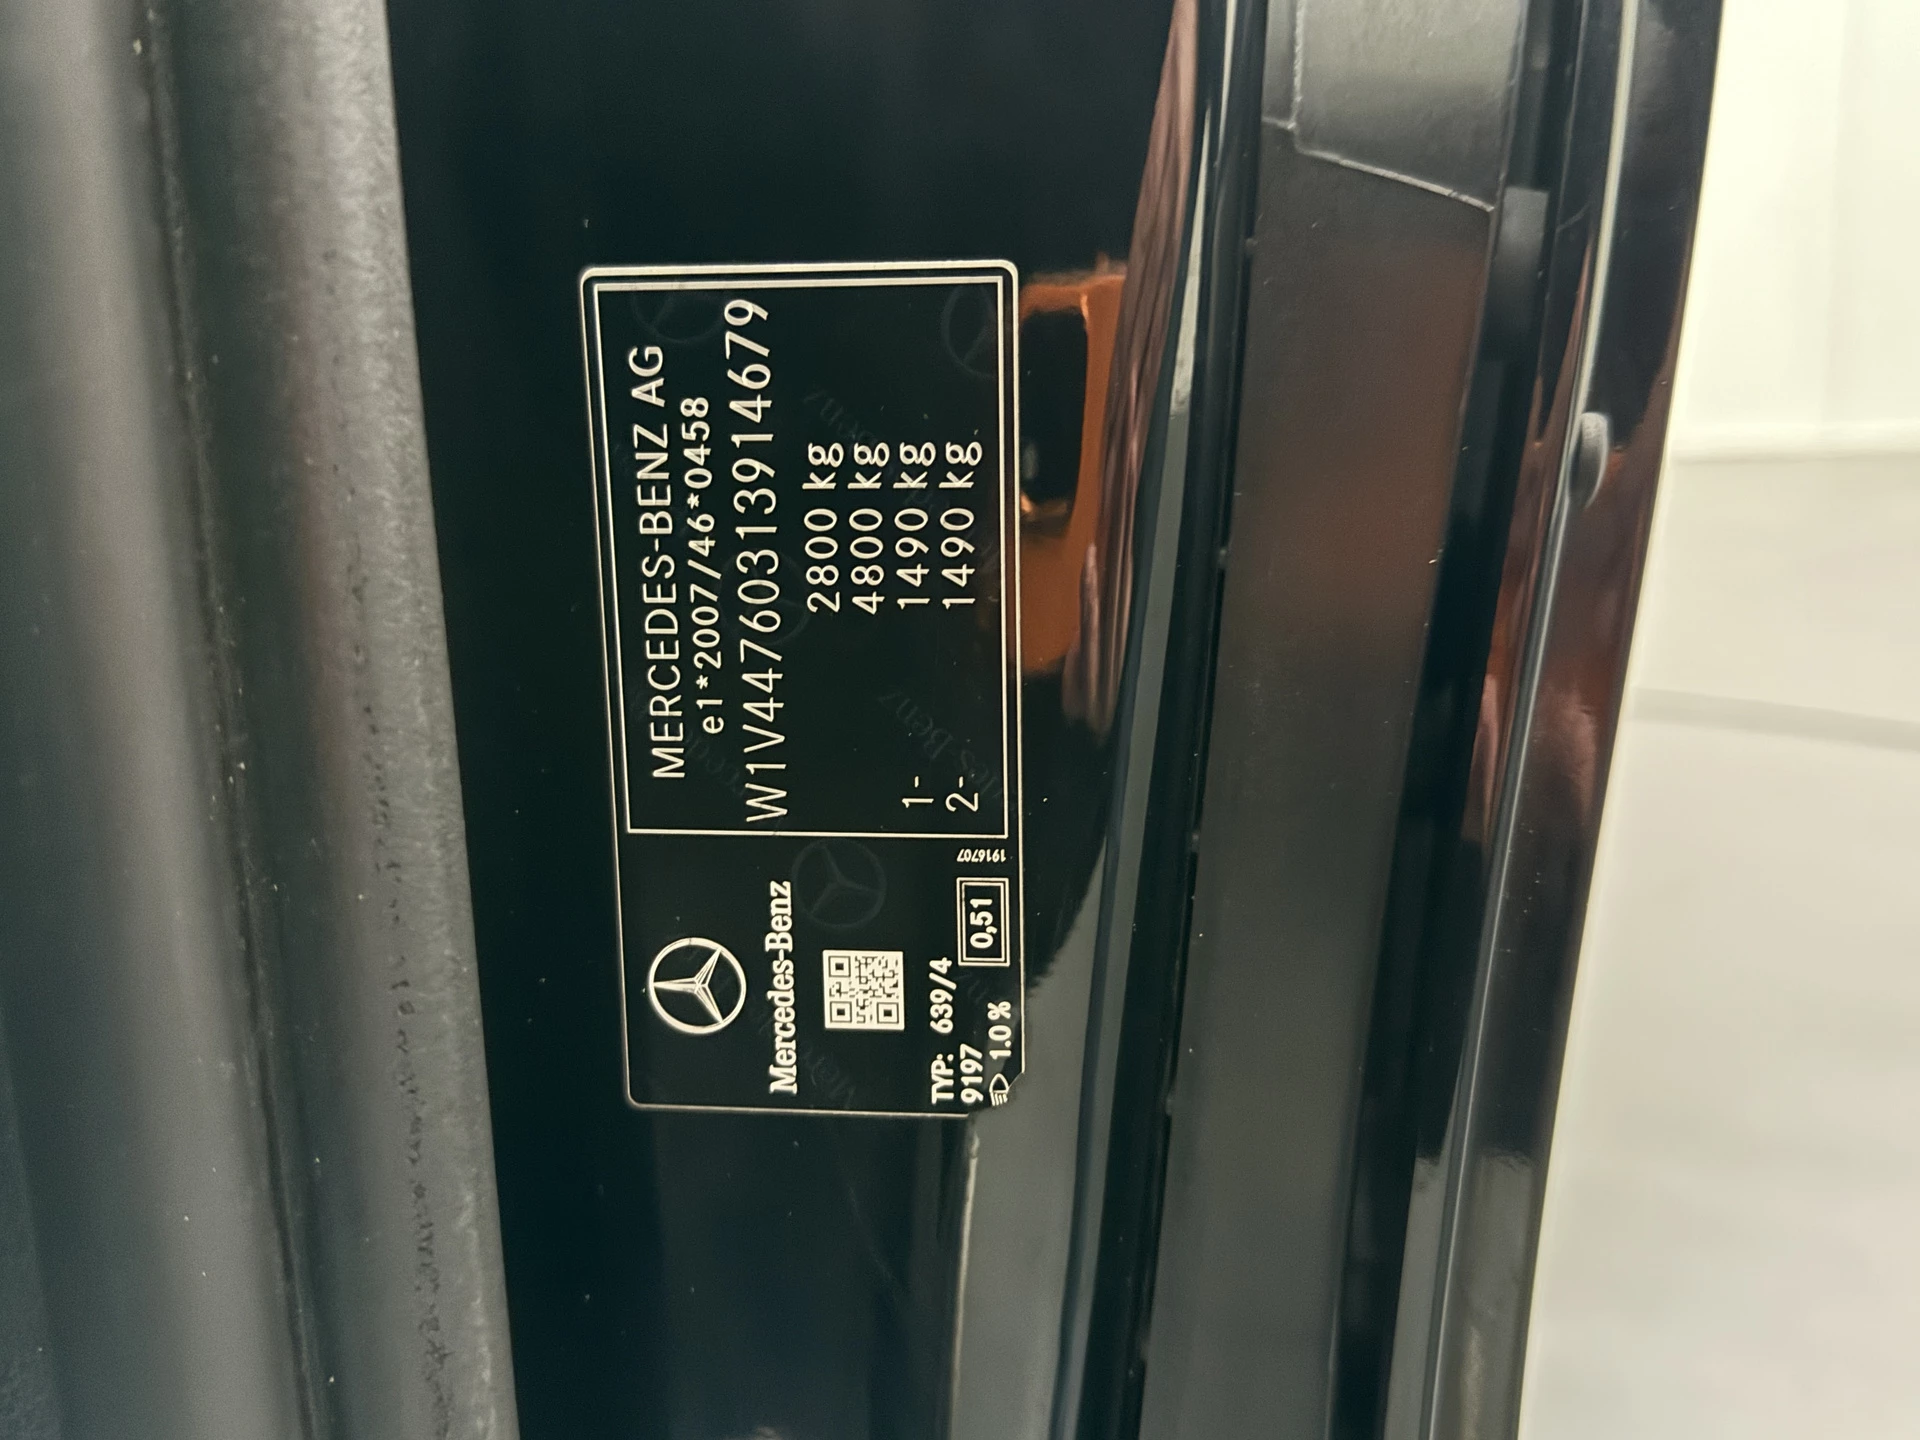 MERCEDES-BENZ AG
e1*2007/46*0458
W1V44760313914679
2800 kg
4800 kg
1- 1490 kg
2- 1490 kg
Mercedes-Benz
TYP: 639/4
9197
1.0 %
0,51
1916707